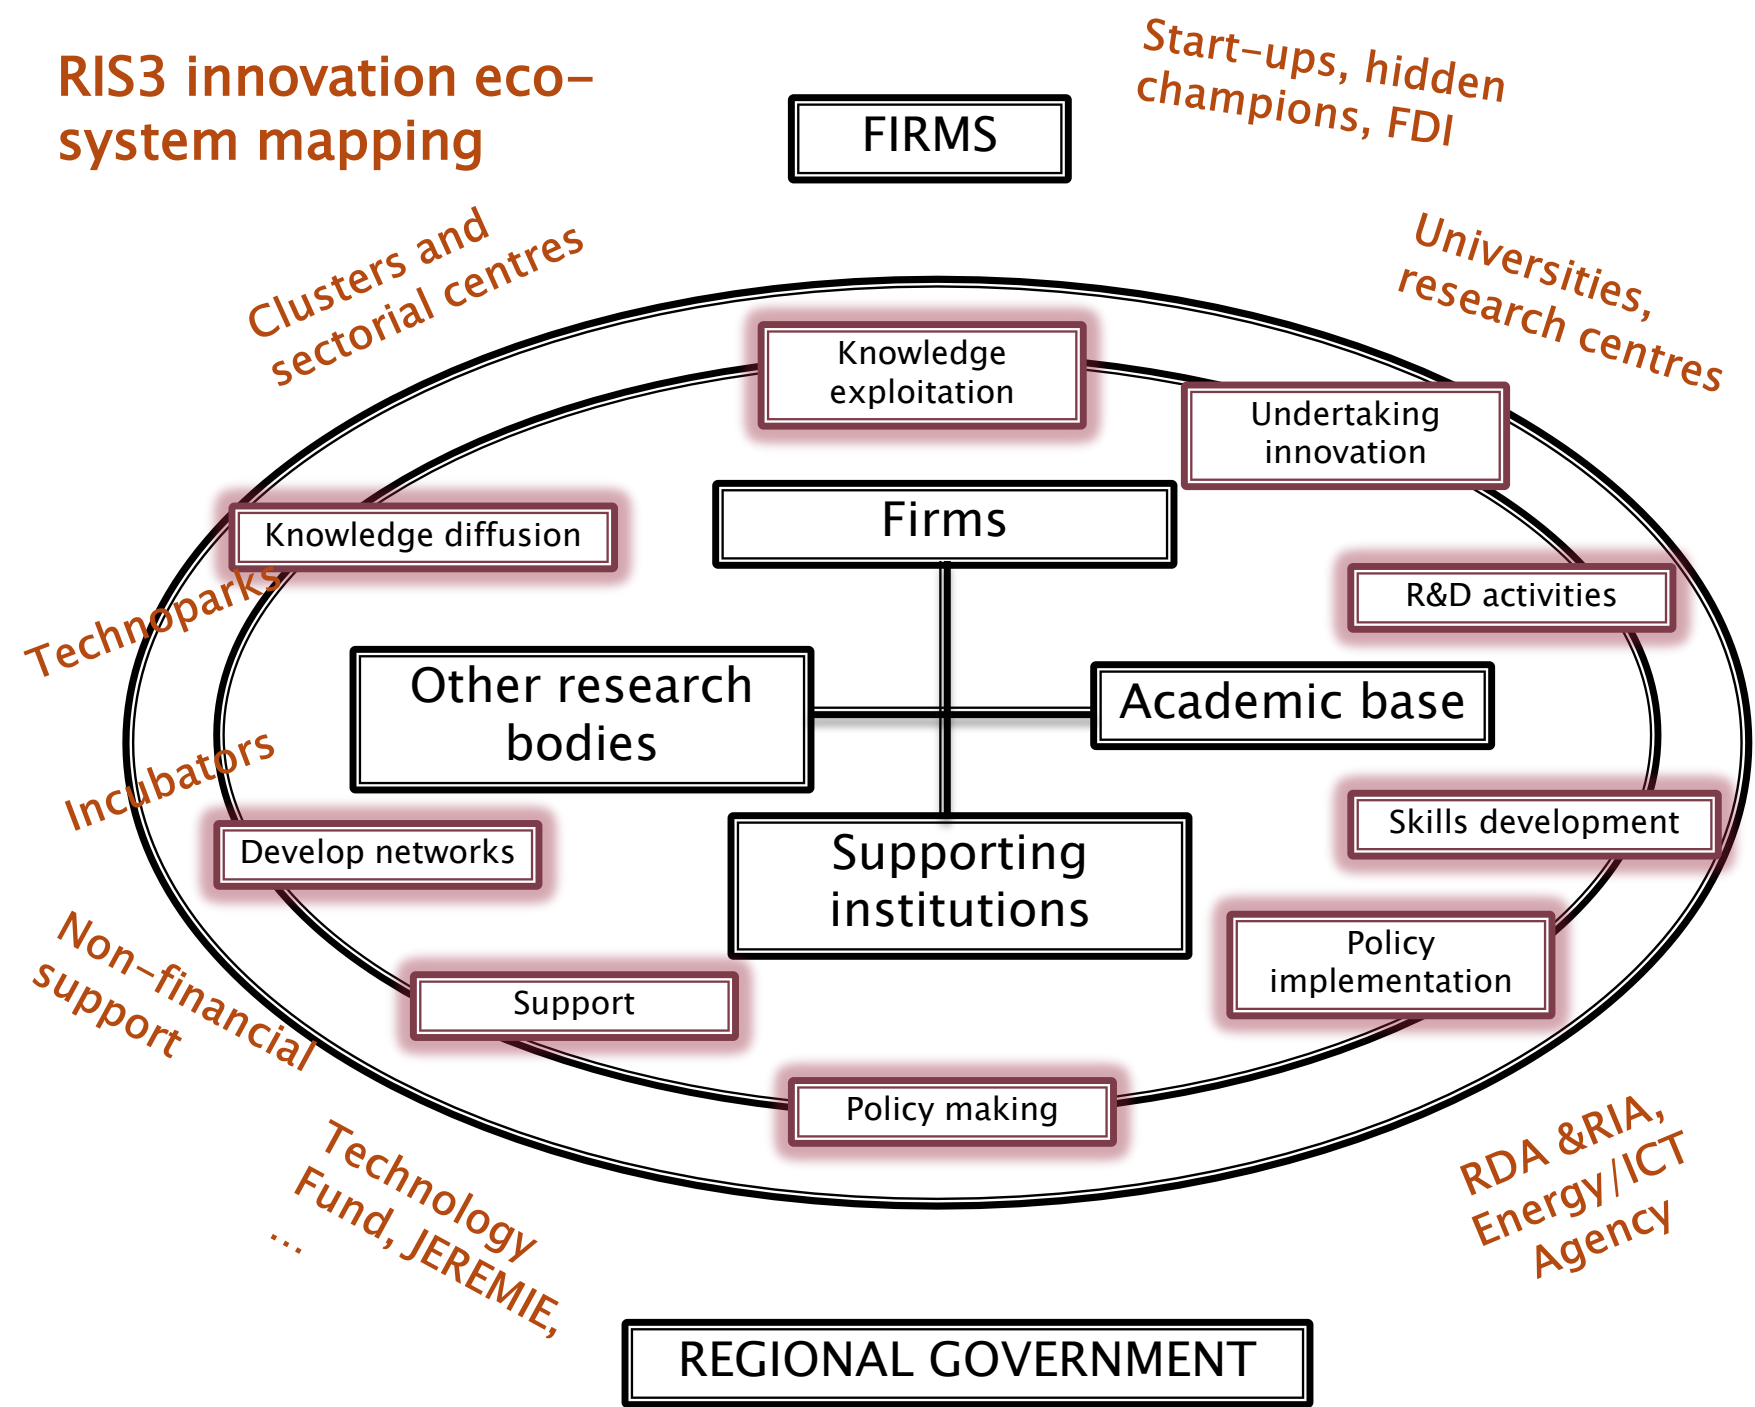 RIS3 innovation eco-
system mapping
Start-ups, hidden
champions, FDI
FIRMS
Clusters and
sectorial centres
Universities,
research centres
Knowledge
exploitation
Undertaking
innovation
Firms
Knowledge diffusion
Technoparks
R&D activities
Other research
bodies
Academic base
Incubators
Develop networks
Supporting
institutions
Skills development
Non-financial
support
Policy
implementation
Support
Policy making
Technology
Fund, JEREMIE,
...
RDA &RIA,
Energy/ICT
Agency
REGIONAL GOVERNMENT